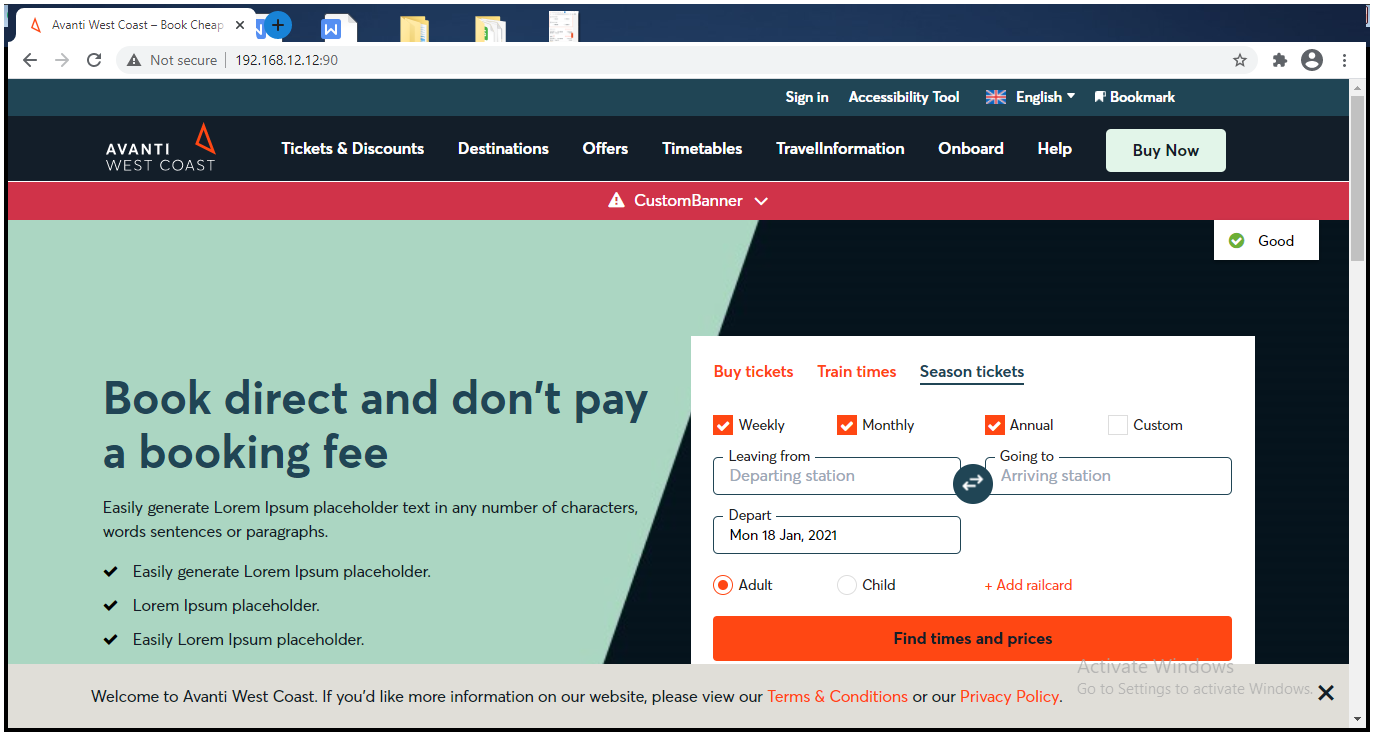 Avanti West Coast – Book Cheap
Not secure 192.168.12.12:90
Sign in Accessibility Tool English Bookmark
AVANTI
WEST COAST
Tickets & Discounts Destinations Offers Timetables TravelInformation Onboard Help Buy Now
CustomBanner
Good
Book direct and don't pay
a booking fee
Easily generate Lorem Ipsum placeholder text in any number of characters,
words sentences or paragraphs.
Easily generate Lorem Ipsum placeholder.
Lorem Ipsum placeholder.
Easily Lorem Ipsum placeholder.
Buy tickets Train times Season tickets
Weekly Monthly Annual Custom
Leaving from Going to
Departing station Arriving station
Depart
Mon 18 Jan, 2021
Adult Child + Add railcard
Find times and prices
Activate Windows
Go to Settings to activate Windows.
Welcome to Avanti West Coast. If you'd like more information on our website, please view our Terms & Conditions or our Privacy Policy.